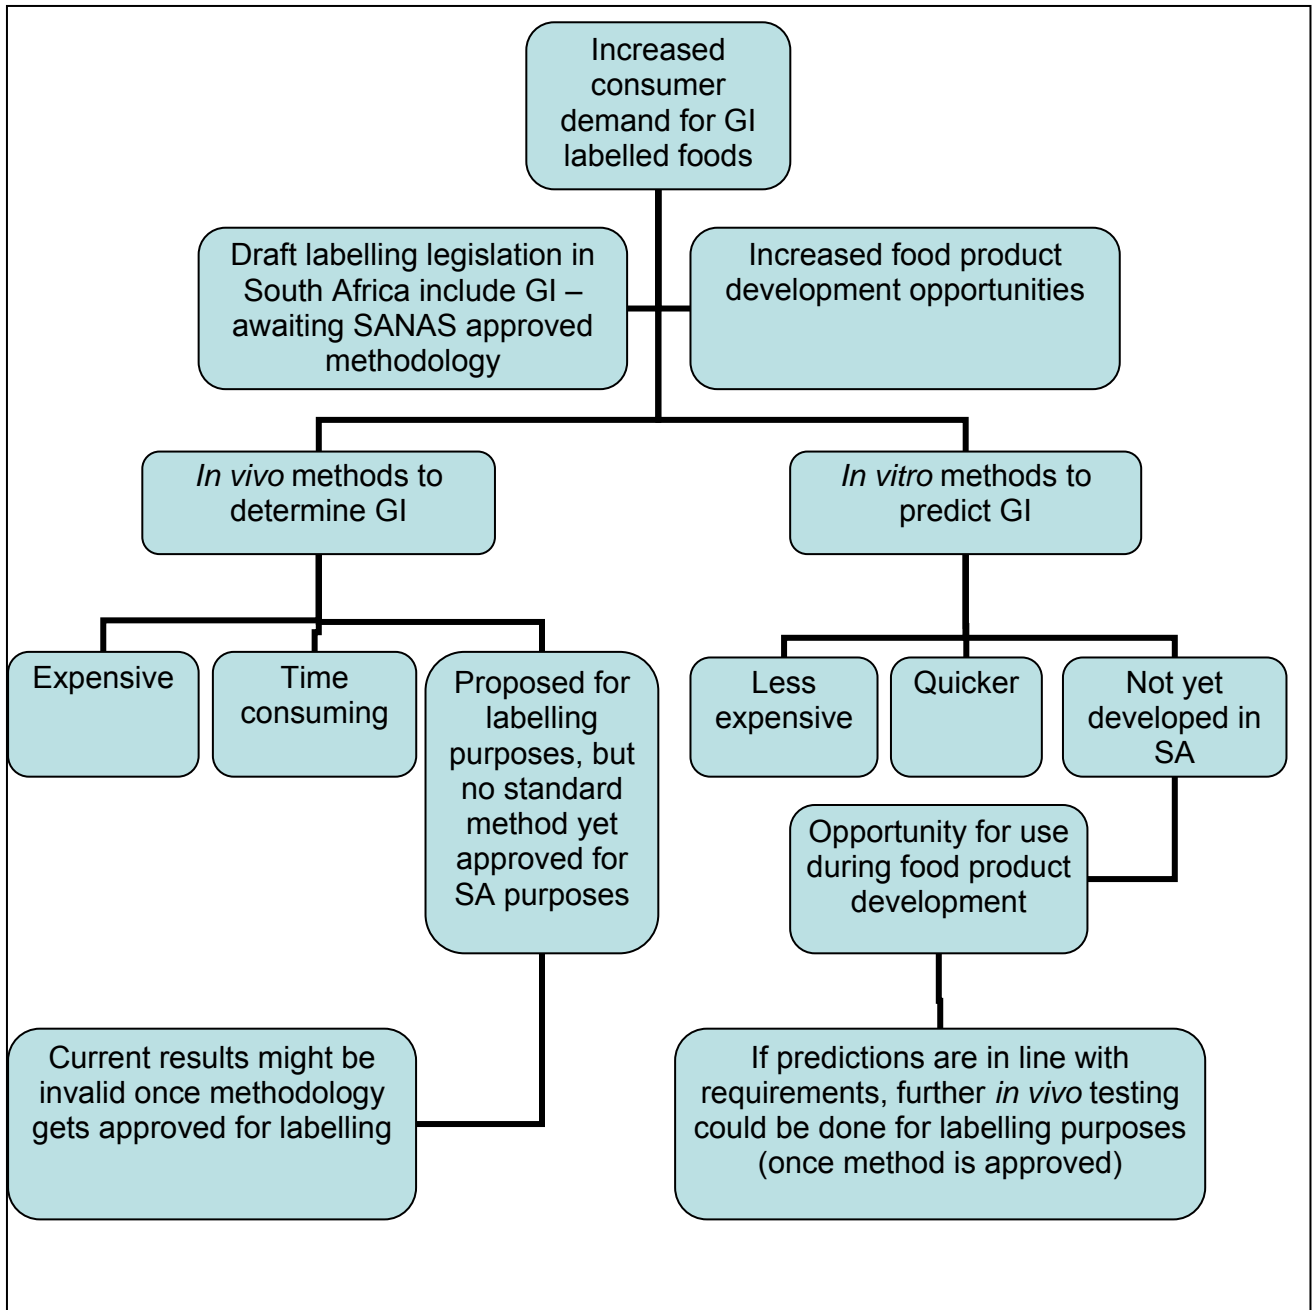 Increased
consumer
demand for GI
labelled foods
Draft labelling legislation in
South Africa include GI –
awaiting SANAS approved
methodology
Increased food product
development opportunities
In vivo methods to
determine GI
In vitro methods to
predict GI
Expensive
Time
consuming
Proposed for
labelling
purposes, but
no standard
method yet
approved for
SA purposes
Less
expensive
Quicker
Not yet
developed in
SA
Opportunity for use
during food product
development
Current results might be
invalid once methodology
gets approved for labelling
If predictions are in line with
requirements, further in vivo testing
could be done for labelling purposes
(once method is approved)